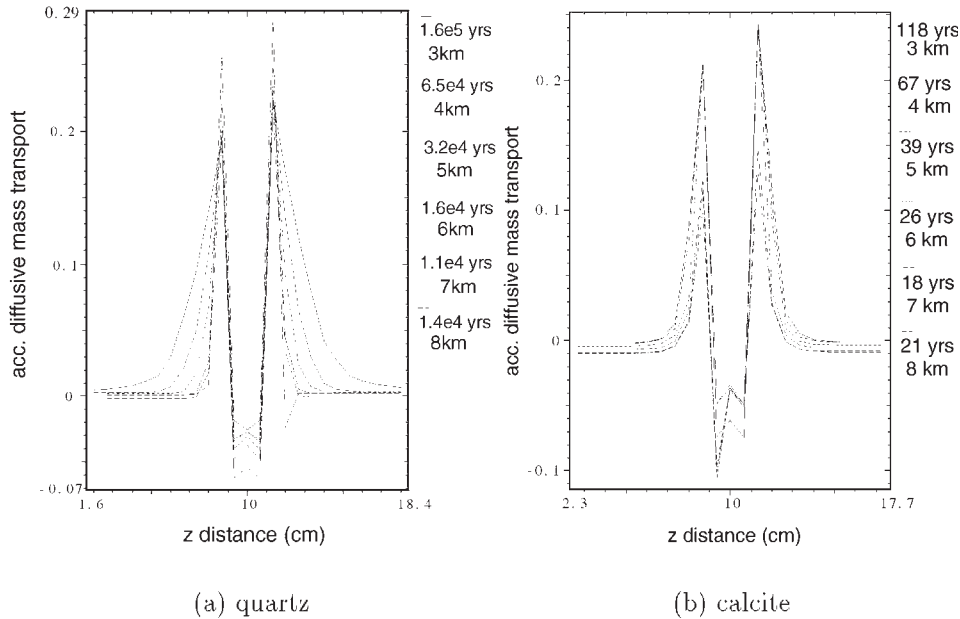 0.29
0.2
0.1
0
-0.07
1.6
10
18.4
acc. diffusive mass transport
z distance (cm)
1.6e5 yrs
3km
6.5e4 yrs
4km
3.2e4 yrs
5km
1.6e4 yrs
6km
1.1e4 yrs
7km
1.4e4 yrs
8km
(a) quartz
0.2
0.1
0
-0.1
2.3
10
17.7
acc. diffusive mass transport
z distance (cm)
118 yrs
3 km
67 yrs
4 km
39 yrs
5 km
26 yrs
6 km
18 yrs
7 km
21 yrs
8 km
(b) calcite